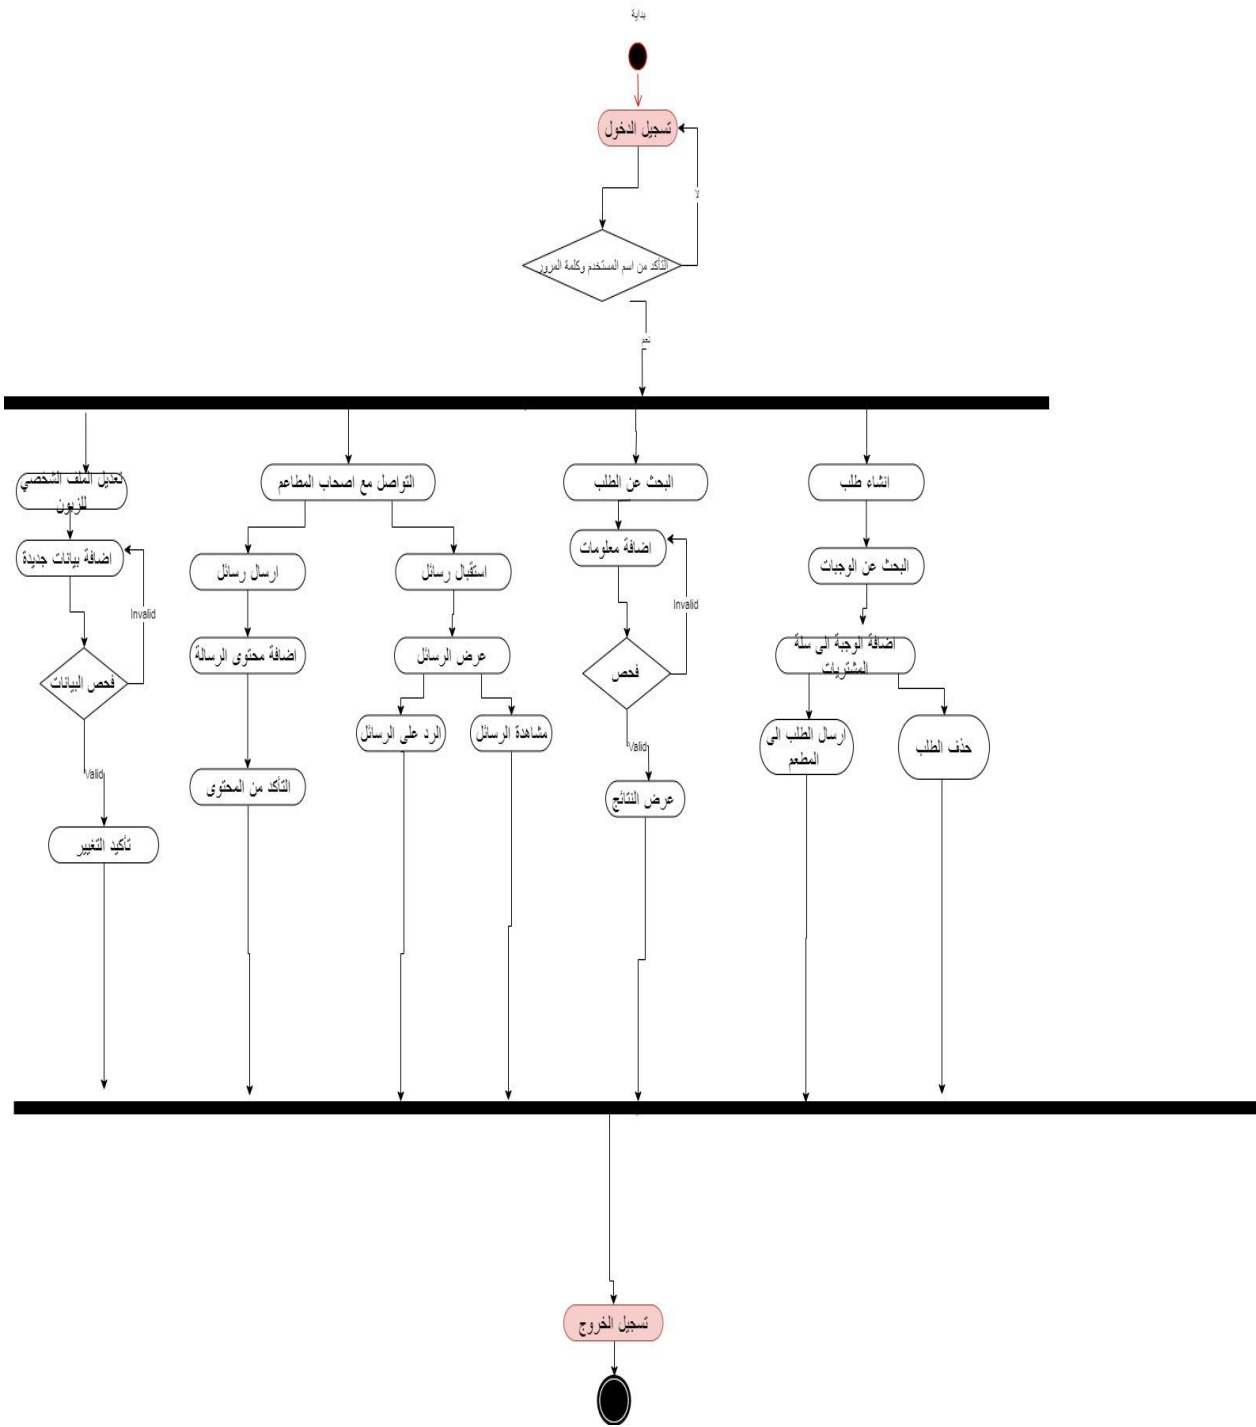 بداية
تسجيل الدخول
لا
التأكد من اسم المستخدم وكلمة المرور
نعم
انشاء طلب
البحث عن الوجبات
اضافة الوجبة الى سلة
المشتريات
ارسال الطلب الى
المطعم
حذف الطلب
البحث عن الطلب
اضافة معلومات
Invalid
فحص
Valid
عرض النتائج
التواصل مع اصحاب المطاعم
استقبال رسائل
عرض الرسائل
مشاهدة الرسائل
الرد على الرسائل
ارسال رسائل
اضافة محتوى الرسالة
التأكد من المحتوى
تعديل الملف الشخصي
للزبون
اضافة بيانات جديدة
Invalid
فحص البيانات
Valid
تأكيد التغيير
تسجيل الخروج